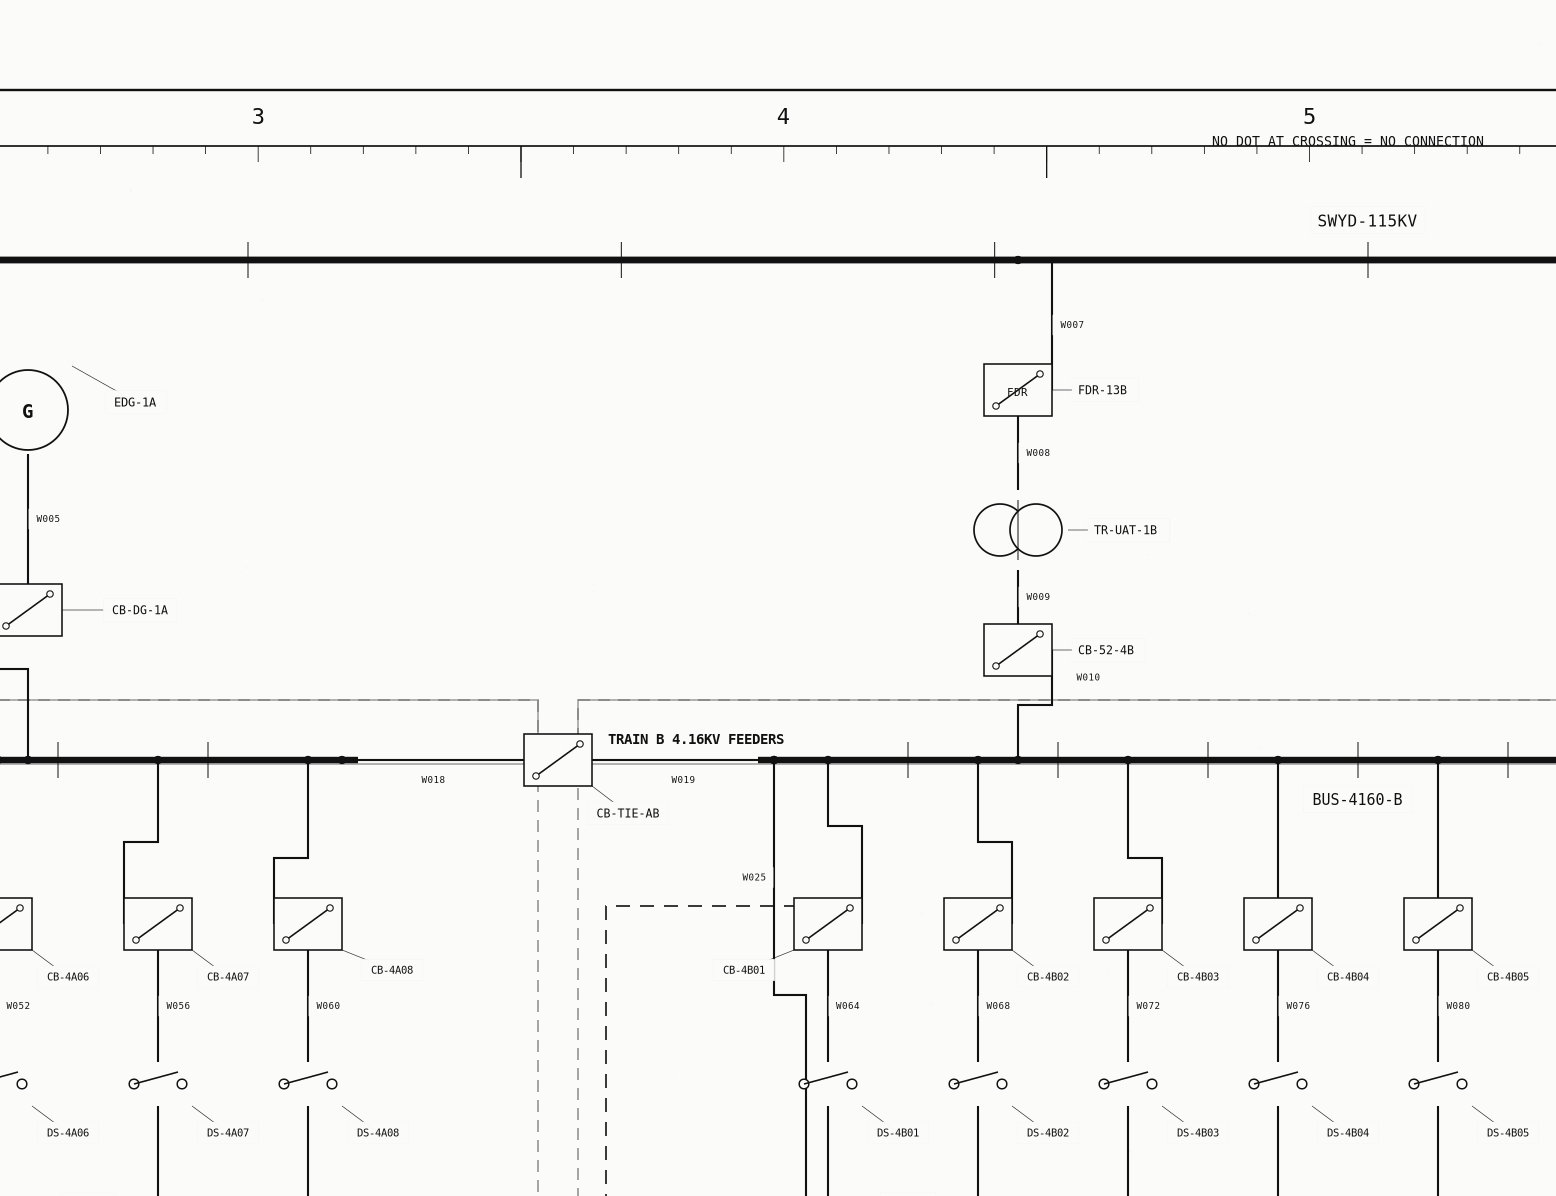 3
4
5
NO DOT AT CROSSING = NO CONNECTION
SWYD-115KV
W007
FDR
FDR-13B
EDG-1A
G
W008
W005
TR-UAT-1B
W009
CB-DG-1A
CB-52-4B
W010
TRAIN B 4.16KV FEEDERS
W018
W019
BUS-4160-B
CB-TIE-AB
W025
CB-4A06
CB-4A07
CB-4A08
CB-4B01
CB-4B02
CB-4B03
CB-4B04
CB-4B05
W052
W056
W060
W064
W068
W072
W076
W080
DS-4A06
DS-4A07
DS-4A08
DS-4B01
DS-4B02
DS-4B03
DS-4B04
DS-4B05